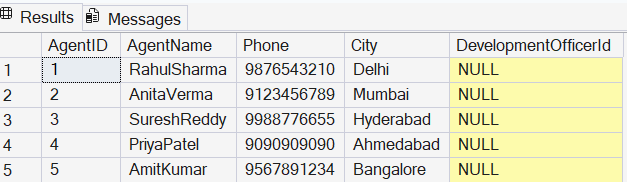 Results Messages
AgentID AgentName Phone City DevelopmentOfficerId
1 1 RahulSharma 9876543210 Delhi NULL
2 2 AnitaVerma 9123456789 Mumbai NULL
3 3 SureshReddy 9988776655 Hyderabad NULL
4 4 PriyaPatel 9090909090 Ahmedabad NULL
5 5 AmitKumar 9567891234 Bangalore NULL